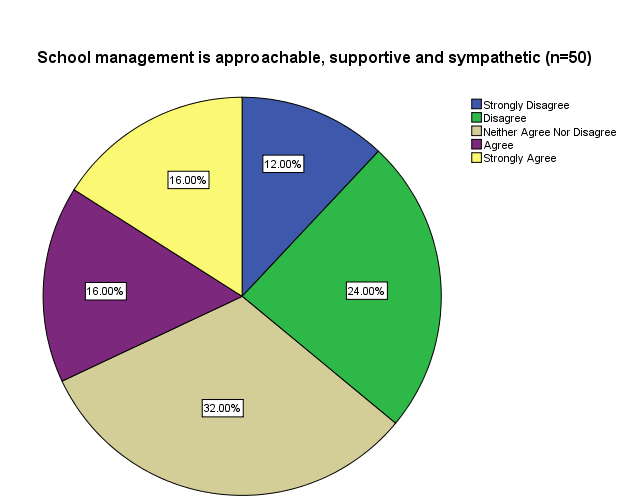 School management is approachable, supportive and sympathetic (n=50)
Strongly Disagree
Disagree
Neither Agree Nor Disagree
Agree
Strongly Agree
12.00%
16.00%
24.00%
16.00%
32.00%